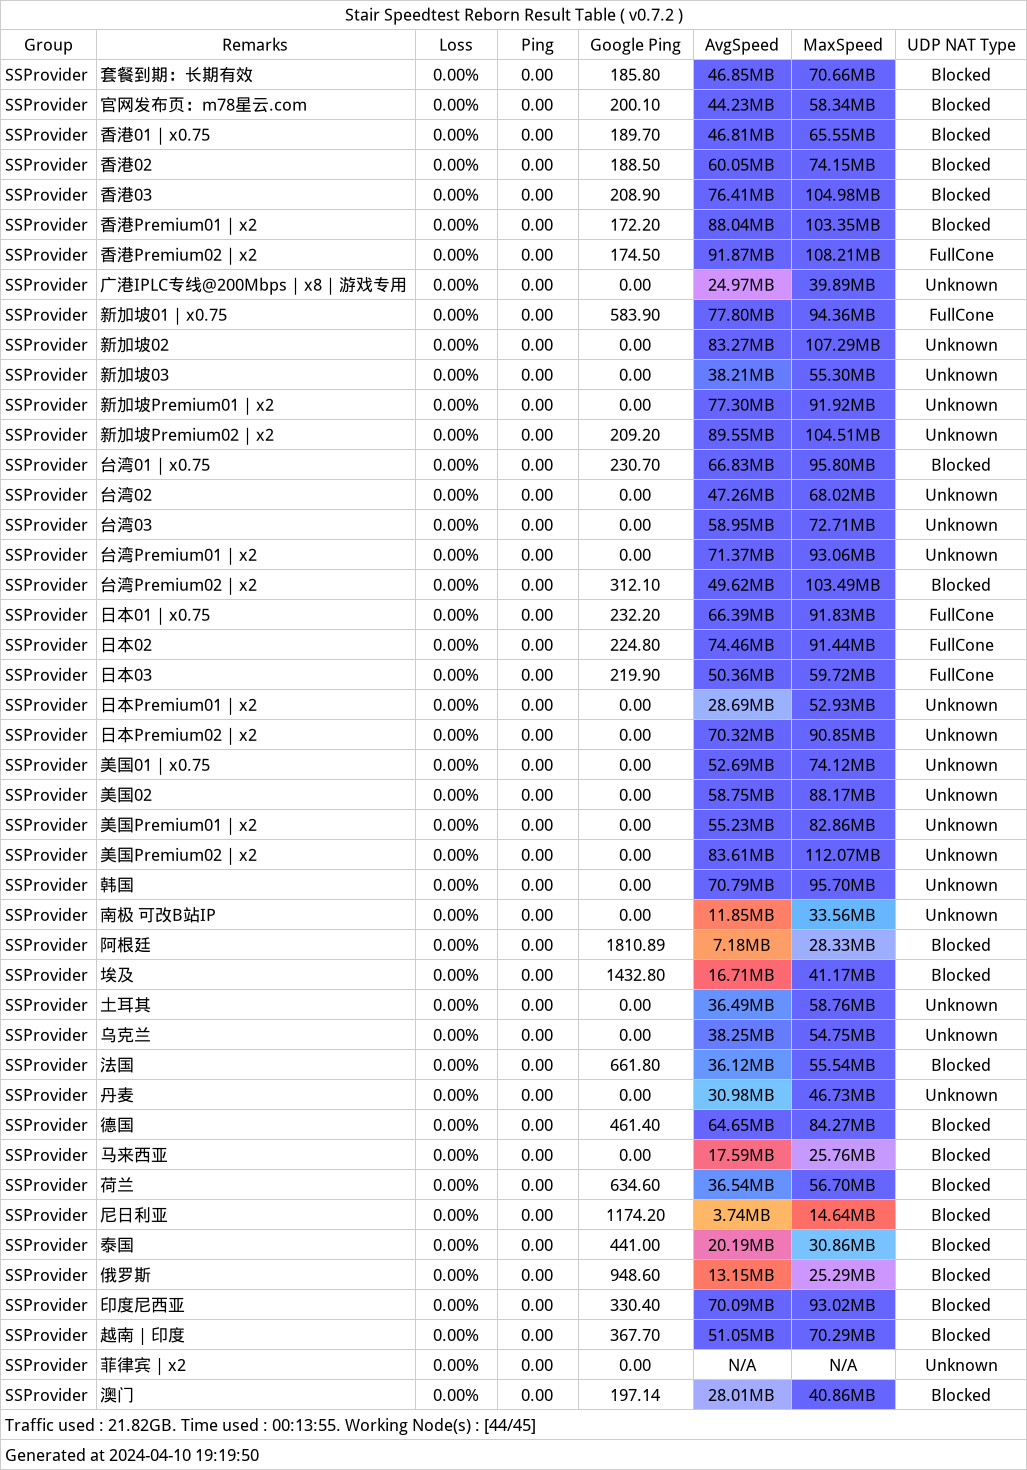 Stair Speedtest Reborn Result Table ( v0.7.2 )
Group Remarks Loss Ping Google Ping AvgSpeed MaxSpeed UDP NAT Type
SSProvider 套餐到期：长期有效 0.00% 0.00 185.80 46.85MB 70.66MB Blocked
SSProvider 官网发布页：m78星云.com 0.00% 0.00 200.10 44.23MB 58.34MB Blocked
SSProvider 香港01 | x0.75 0.00% 0.00 189.70 46.81MB 65.55MB Blocked
SSProvider 香港02 0.00% 0.00 188.50 60.05MB 74.15MB Blocked
SSProvider 香港03 0.00% 0.00 208.90 76.41MB 104.98MB Blocked
SSProvider 香港Premium01 | x2 0.00% 0.00 172.20 88.04MB 103.35MB Blocked
SSProvider 香港Premium02 | x2 0.00% 0.00 174.50 91.87MB 108.21MB FullCone
SSProvider 广港IPLC专线@200Mbps | x8 | 游戏专用 0.00% 0.00 0.00 24.97MB 39.89MB Unknown
SSProvider 新加坡01 | x0.75 0.00% 0.00 583.90 77.80MB 94.36MB FullCone
SSProvider 新加坡02 0.00% 0.00 0.00 83.27MB 107.29MB Unknown
SSProvider 新加坡03 0.00% 0.00 0.00 38.21MB 55.30MB Unknown
SSProvider 新加坡Premium01 | x2 0.00% 0.00 0.00 77.30MB 91.92MB Unknown
SSProvider 新加坡Premium02 | x2 0.00% 0.00 209.20 89.55MB 104.51MB Unknown
SSProvider 台湾01 | x0.75 0.00% 0.00 230.70 66.83MB 95.80MB Blocked
SSProvider 台湾02 0.00% 0.00 0.00 47.26MB 68.02MB Unknown
SSProvider 台湾03 0.00% 0.00 0.00 58.95MB 72.71MB Unknown
SSProvider 台湾Premium01 | x2 0.00% 0.00 0.00 71.37MB 93.06MB Unknown
SSProvider 台湾Premium02 | x2 0.00% 0.00 312.10 49.62MB 103.49MB Blocked
SSProvider 日本01 | x0.75 0.00% 0.00 232.20 66.39MB 91.83MB FullCone
SSProvider 日本02 0.00% 0.00 224.80 74.46MB 91.44MB FullCone
SSProvider 日本03 0.00% 0.00 219.90 50.36MB 59.72MB FullCone
SSProvider 日本Premium01 | x2 0.00% 0.00 0.00 28.69MB 52.93MB Unknown
SSProvider 日本Premium02 | x2 0.00% 0.00 0.00 70.32MB 90.85MB Unknown
SSProvider 美国01 | x0.75 0.00% 0.00 0.00 52.69MB 74.12MB Unknown
SSProvider 美国02 0.00% 0.00 0.00 58.75MB 88.17MB Unknown
SSProvider 美国Premium01 | x2 0.00% 0.00 0.00 55.23MB 82.86MB Unknown
SSProvider 美国Premium02 | x2 0.00% 0.00 0.00 83.61MB 112.07MB Unknown
SSProvider 韩国 0.00% 0.00 0.00 70.79MB 95.70MB Unknown
SSProvider 南极 可改B站IP 0.00% 0.00 0.00 11.85MB 33.56MB Unknown
SSProvider 阿根廷 0.00% 0.00 1810.89 7.18MB 28.33MB Blocked
SSProvider 埃及 0.00% 0.00 1432.80 16.71MB 41.17MB Blocked
SSProvider 土耳其 0.00% 0.00 0.00 36.49MB 58.76MB Unknown
SSProvider 乌克兰 0.00% 0.00 0.00 38.25MB 54.75MB Unknown
SSProvider 法国 0.00% 0.00 661.80 36.12MB 55.54MB Blocked
SSProvider 丹麦 0.00% 0.00 0.00 30.98MB 46.73MB Unknown
SSProvider 德国 0.00% 0.00 461.40 64.65MB 84.27MB Blocked
SSProvider 马来西亚 0.00% 0.00 0.00 17.59MB 25.76MB Blocked
SSProvider 荷兰 0.00% 0.00 634.60 36.54MB 56.70MB Blocked
SSProvider 尼日利亚 0.00% 0.00 1174.20 3.74MB 14.64MB Blocked
SSProvider 泰国 0.00% 0.00 441.00 20.19MB 30.86MB Blocked
SSProvider 俄罗斯 0.00% 0.00 948.60 13.15MB 25.29MB Blocked
SSProvider 印度尼西亚 0.00% 0.00 330.40 70.09MB 93.02MB Blocked
SSProvider 越南 | 印度 0.00% 0.00 367.70 51.05MB 70.29MB Blocked
SSProvider 菲律宾 | x2 0.00% 0.00 0.00 N/A N/A Unknown
SSProvider 澳门 0.00% 0.00 197.14 28.01MB 40.86MB Blocked
Traffic used : 21.82GB. Time used : 00:13:55. Working Node(s) : [44/45]
Generated at 2024-04-10 19:19:50